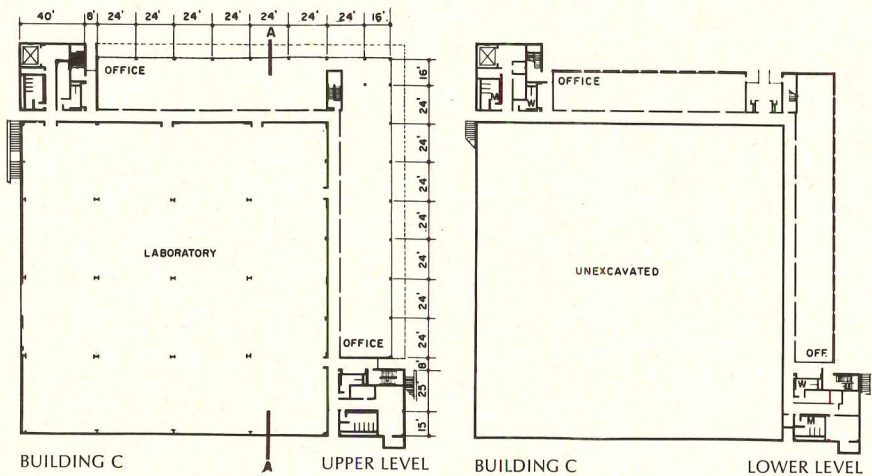 40' 8' 24' 24' 24' 24' 24' 24' 24' 16'
A
OFFICE
16'
24'
24'
24'
24'
24'
24'
24'
8'
25'
15'
LABORATORY
OFFICE
A
BUILDING C UPPER LEVEL
OFFICE
M W
UNEXCAVATED
OFF.
W
M
BUILDING C LOWER LEVEL